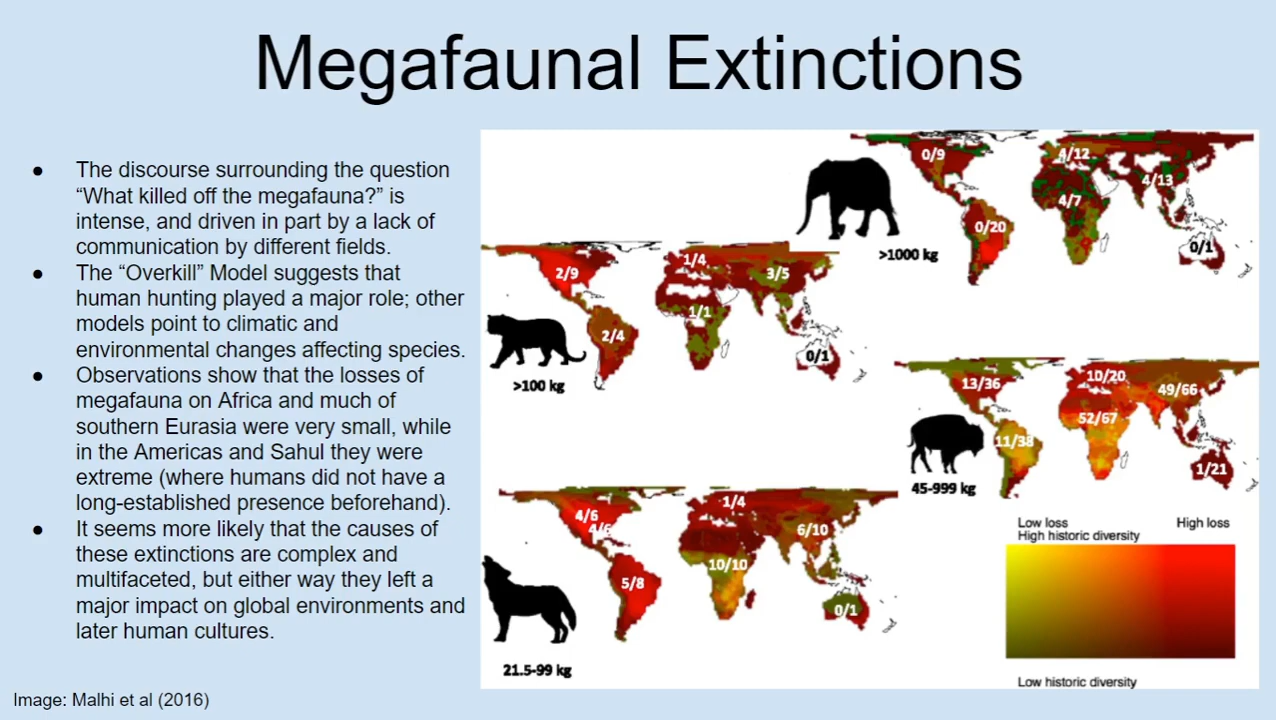 Megafaunal Extinctions
● The discourse surrounding the question
“What killed off the megafauna?” is
intense, and driven in part by a lack of
communication by different fields.
● The “Overkill” Model suggests that
human hunting played a major role; other
models point to climatic and
environmental changes affecting species.
● Observations show that the losses of
megafauna on Africa and much of
southern Eurasia were very small, while
in the Americas and Sahul they were
extreme (where humans did not have a
long-established presence beforehand).
● It seems more likely that the causes of
these extinctions are complex and
multifaceted, but either way they left a
major impact on global environments and
later human cultures.
Image: Malhi et al (2016)
0/9
4/12
4/13
4/7
0/20
0/1
>1000 kg
2/9
1/4
3/5
1/1
2/4
0/1
>100 kg
13/36
10/20
49/66
52/67
11/38
1/21
45-999 kg
4/6
4/6
1/4
6/10
10/10
5/8
0/1
21.5-99 kg
Low loss
High loss
High historic diversity
Low historic diversity